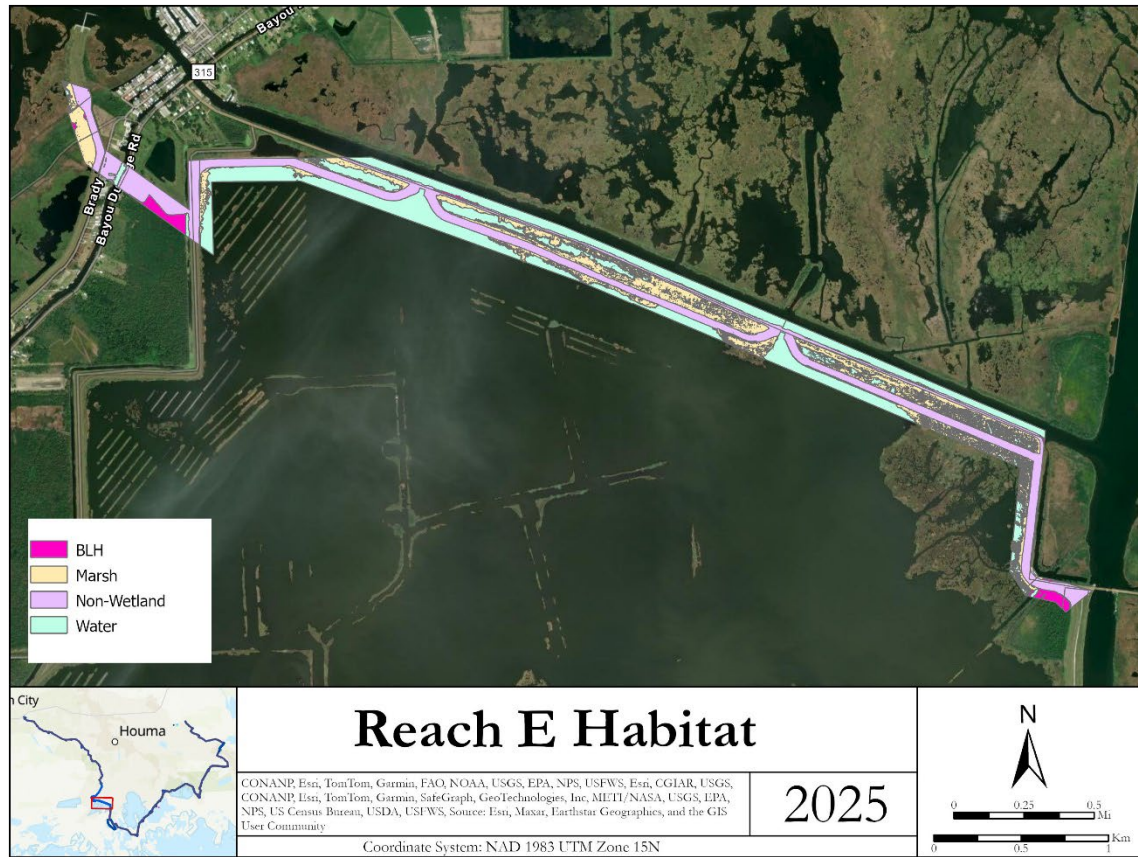 315
Bayou D
Brady
Bayou Du ge Rd
BLH
Marsh
Non-Wetland
Water
n City
Houma
Reach E Habitat
CONANP, Esri, TomTom, Garmin, FAO, NOAA, USGS, EPA, NPS, USFWS, Esri, CGIAR, USGS,
CONANP, Esri, TomTom, Garmin, SafeGraph, GeoTechnologies, Inc, METI/NASA, USGS, EPA,
NPS, US Census Bureau, USDA, USFWS, Source: Esri, Maxar, Earthstar Geographics, and the GIS
User Community
Coordinate System: NAD 1983 UTM Zone 15N
2025
N
0 0.25 0.5
Mi
Km
0 0.5 1